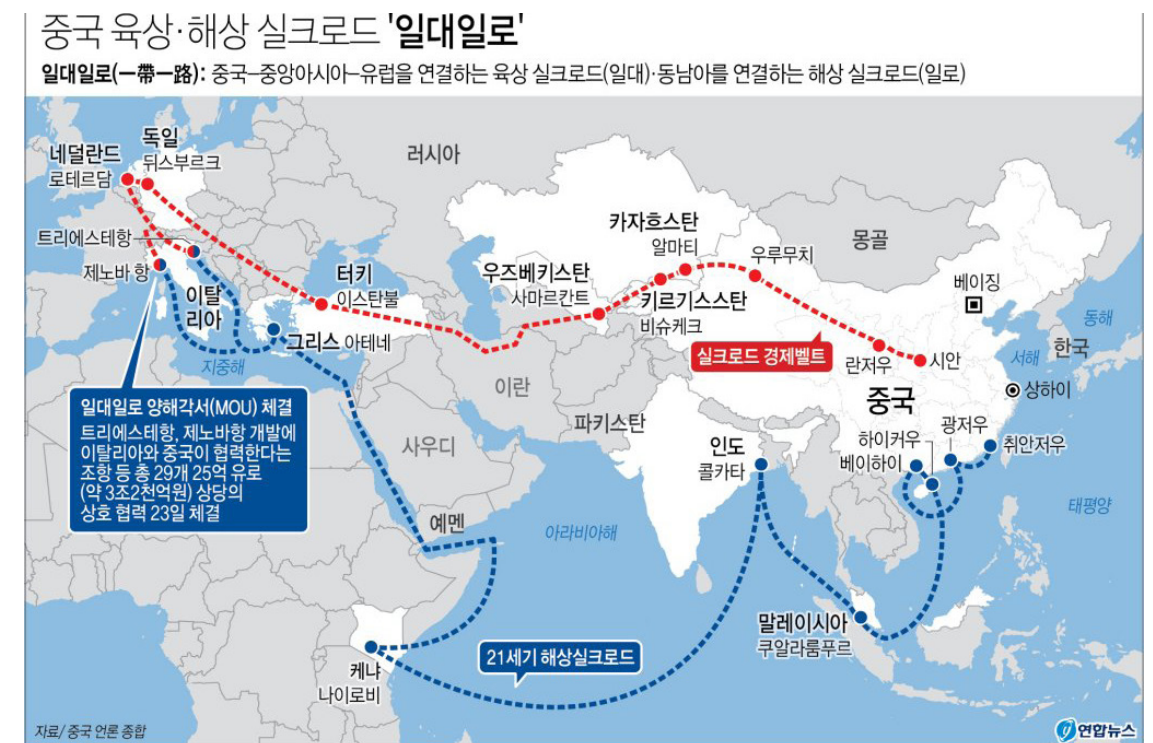 중국 육상·해상 실크로드 '일대일로'
일대일로(一帶一路): 중국–중앙아시아–유럽을 연결하는 육상 실크로드(일대)·동남아를 연결하는 해상 실크로드(일로)
독일
뒤스부르크
네덜란드
로테르담
러시아
트리에스테항
제노바 항
이탈
리아
터키
이스탄불
그리스 아테네
지중해
우즈베키스탄
사마르칸트
카자흐스탄
알마티
키르기스스탄
비슈케크
우루무치
몽골
베이징
동해
서해
한국
실크로드 경제벨트
란저우
시안
중국
상하이
이란
파키스탄
사우디
예멘
아라비아해
인도
콜카타
하이커우
베이하이
광저우
취안저우
태평양
일대일로 양해각서(MOU) 체결
트리에스테항, 제노바항 개발에
이탈리아와 중국이 협력한다는
조항 등 총 29개 25억 유로
(약 3조2천억원) 상당의
상호 협력 23일 체결
말레이시아
쿠알라룸푸르
21세기 해상실크로드
케냐
나이로비
자료/ 중국 언론 종합
연합뉴스